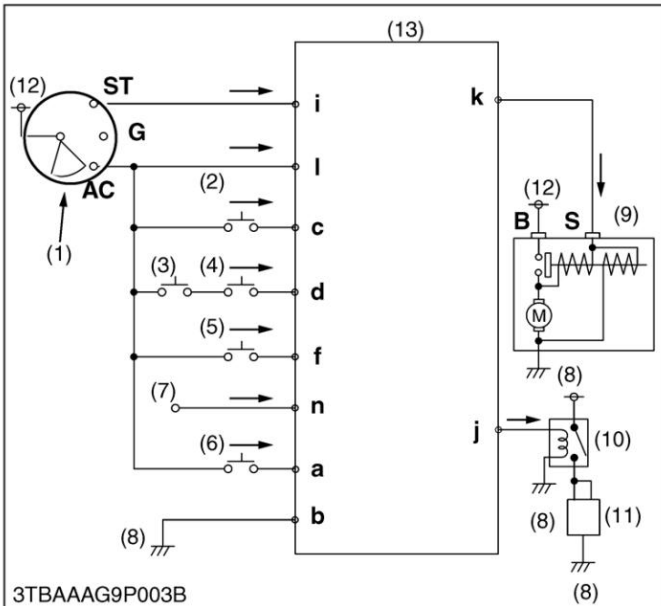 (13)
(12)
ST
i
k
G
l
AC
(2)
(12)
B
S
(9)
(1)
c
(3)
(4)
d
M
(5)
f
(8)
(7)
n
j
(10)
(6)
a
(8)
(11)
(8)
b
(8)
3TBAAAG9P003B